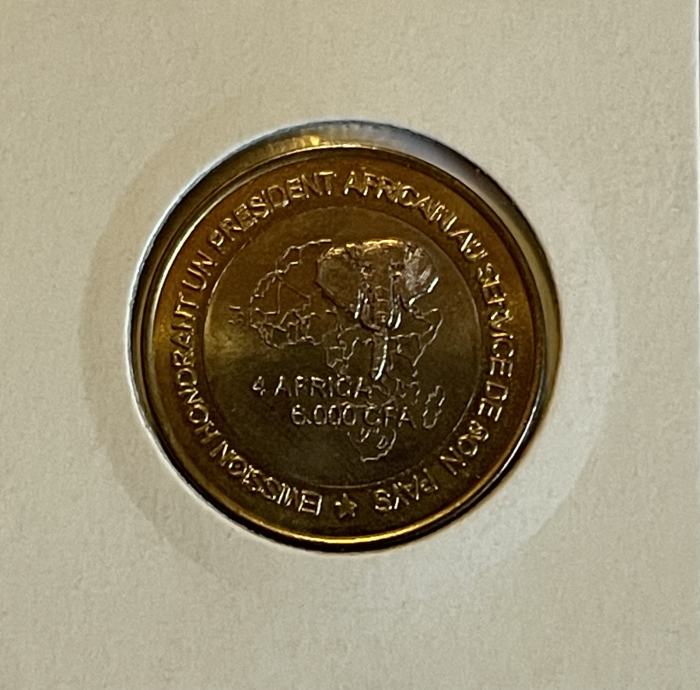 EMISSION HONORANT UN PRESIDENT AFRICAIN AU SERVICE DE SON PAYS
4 AFRICA
6.000 CFA